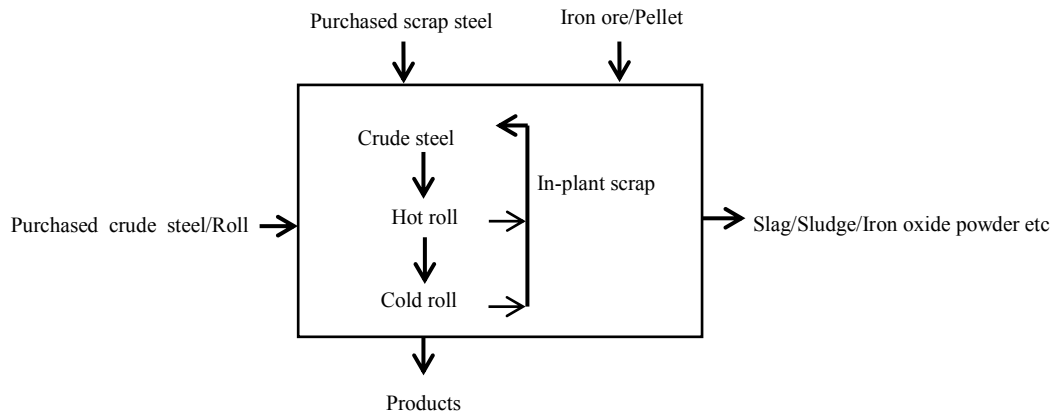 Purchased scrap steel
Iron ore/Pellet
Crude steel
In-plant scrap
Hot roll
Purchased crude steel/Roll
Slag/Sludge/Iron oxide powder etc
Cold roll
Products